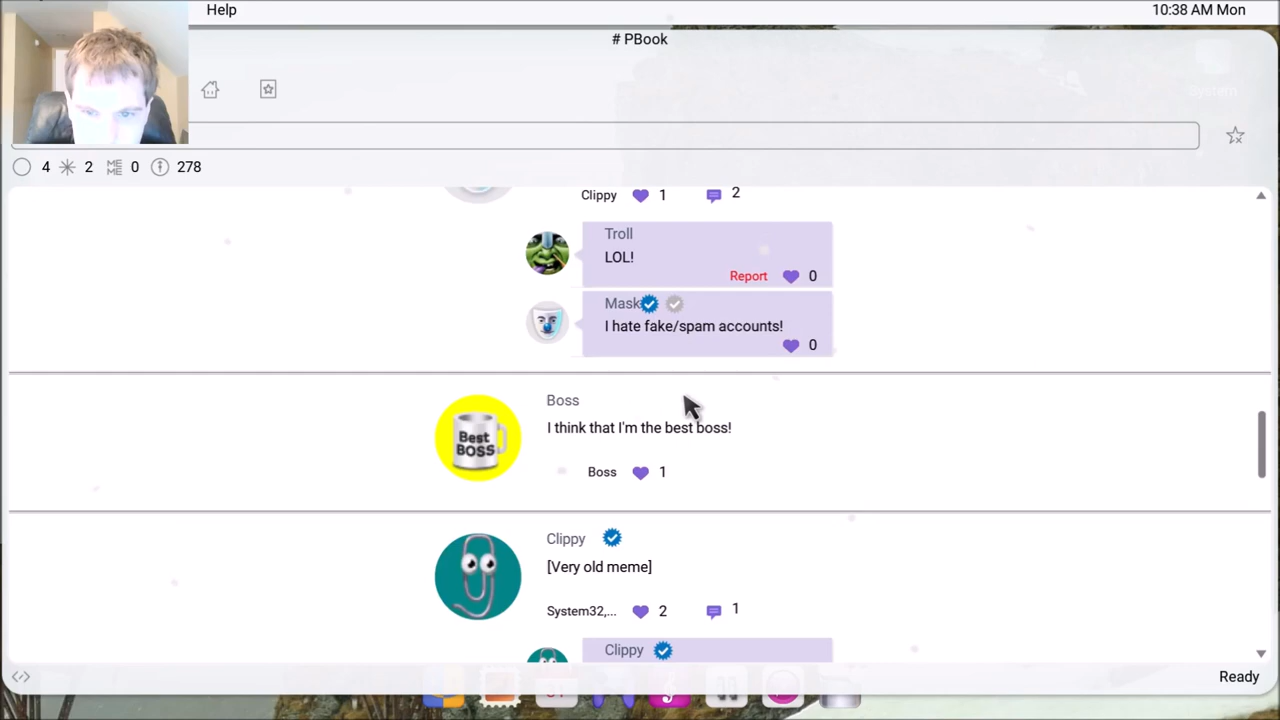 Help
10:38 AM Mon
# PBook
4 2 MEME 0 278
Clippy 1 2
Troll
LOL!
Report 0
Mask
I hate fake/spam accounts!
0
Boss
I think that I'm the best boss!
Best
BOSS
Boss 1
Clippy
[Very old meme]
System32,... 2 1
Clippy
Ready